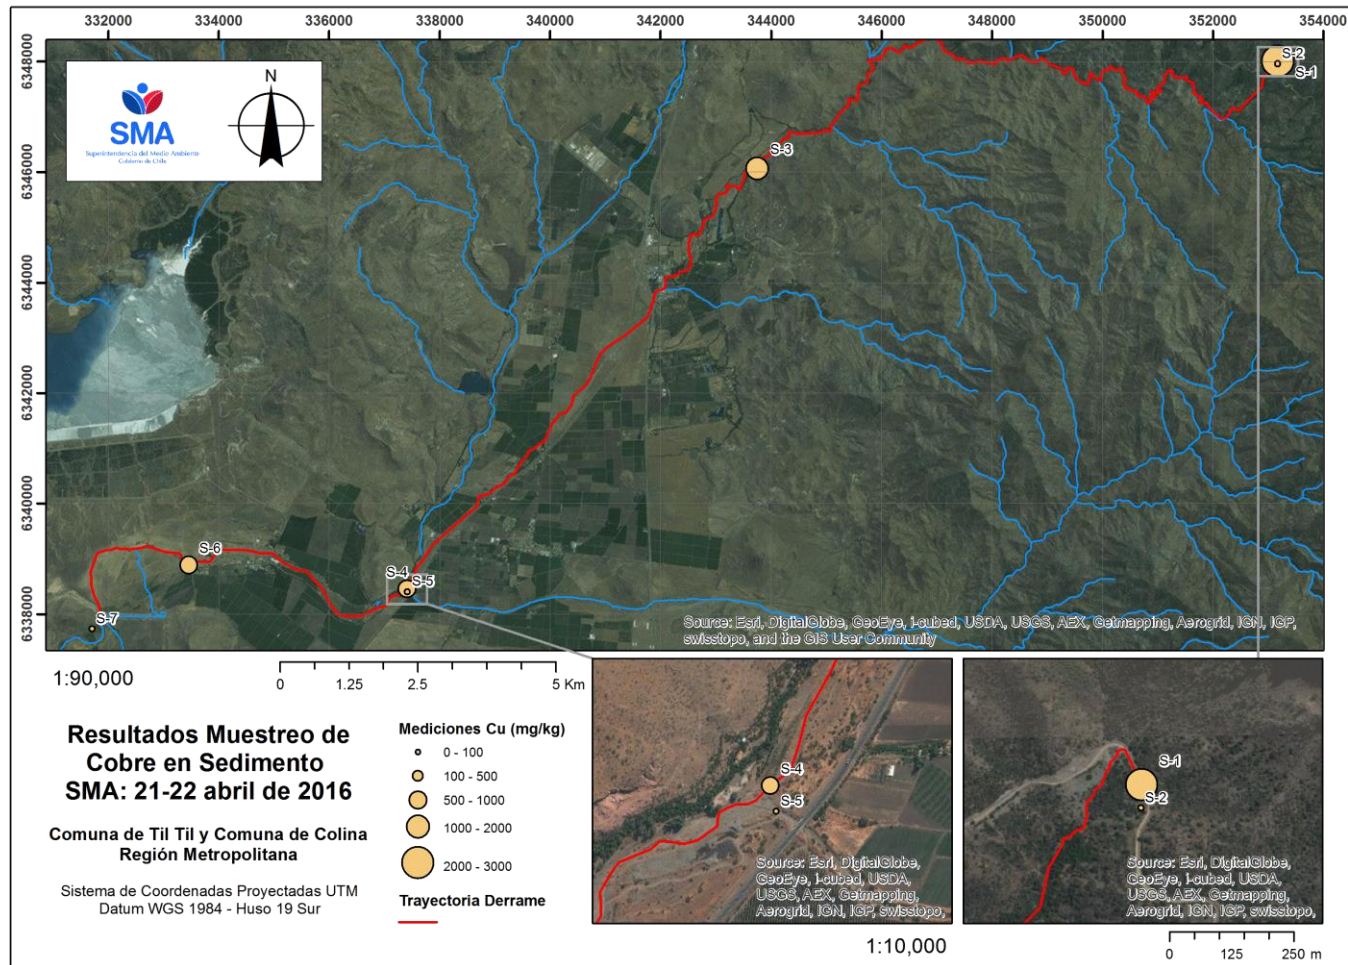 332000
334000
336000
338000
340000
342000
344000
346000
348000
350000
352000
354000
6348000
6346000
6344000
6342000
6340000
6338000
SMA
Superintendencia del Medio Ambiente
Gobierno de Chile
N
S-2
S-1
S-3
S-6
S-4
S-5
S-7
Source: Esri, DigitalGlobe, GeoEye, i-cubed, USDA, USGS, AEX, Getmapping, Aerogrid, IGN, IGP,
swisstopo, and the GIS User Community
1:90,000
0 1.25 2.5 5 Km
Resultados Muestreo de
Cobre en Sedimento
SMA: 21-22 abril de 2016
Comuna de Til Til y Comuna de Colina
Región Metropolitana
Sistema de Coordenadas Proyectadas UTM
Datum WGS 1984 - Huso 19 Sur
Mediciones Cu (mg/kg)
0 - 100
100 - 500
500 - 1000
1000 - 2000
2000 - 3000
Trayectoria Derrame
S-4
S-5
Source: Esri, DigitalGlobe,
GeoEye, i-cubed, USDA,
USGS, AEX, Getmapping,
Aerogrid, IGN, IGP, swisstopo,
S-1
S-2
Source: Esri, DigitalGlobe,
GeoEye, i-cubed, USDA,
USGS, AEX, Getmapping,
Aerogrid, IGN, IGP, swisstopo,
1:10,000
0 125 250 m